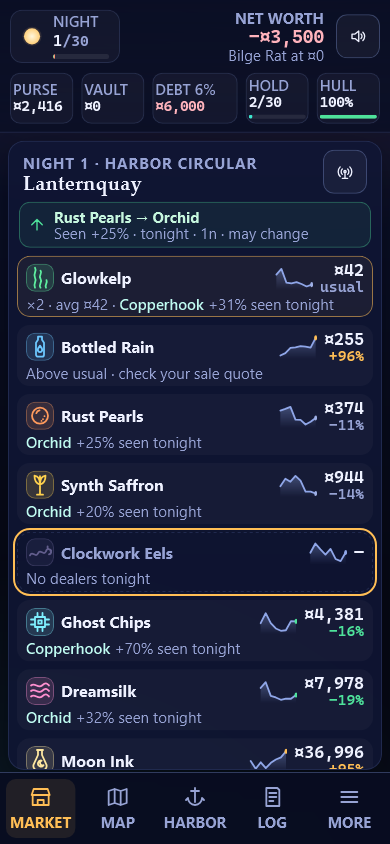 NIGHT
1/30
NET WORTH
−¤3,500
Bilge Rat at ¤0
PURSE
¤2,416
VAULT
¤0
DEBT 6%
¤6,000
HOLD
2/30
HULL
100%
NIGHT 1 · HARBOR CIRCULAR
Lanternquay
Rust Pearls → Orchid
Seen +25% · tonight · 1n · may change
Glowkelp
¤42
usual
×2 · avg ¤42 · Copperhook +31% seen tonight
Bottled Rain
¤255
+96%
Above usual · check your sale quote
Rust Pearls
¤374
−11%
Orchid +25% seen tonight
Synth Saffron
¤944
−14%
Orchid +20% seen tonight
Clockwork Eels
–
No dealers tonight
Ghost Chips
¤4,381
−16%
Copperhook +70% seen tonight
Dreamsilk
¤7,978
−19%
Orchid +32% seen tonight
Moon Ink
¤36,996
+95%
MARKET
MAP
HARBOR
LOG
MORE